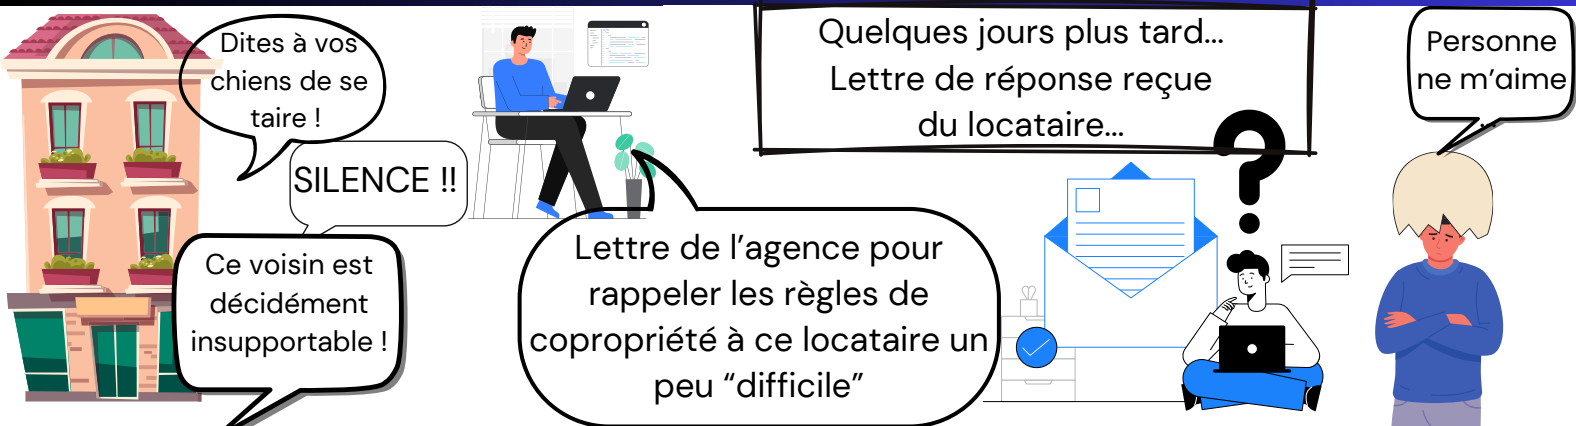 Dites à vos
chiens de se
taire !
SILENCE !!
Ce voisin est
décidément
insupportable !
Lettre de l’agence pour
rappeler les règles de
copropriété à ce locataire un
peu “difficile”
Quelques jours plus tard...
Lettre de réponse reçue
du locataire...
Personne
ne m’aime
...